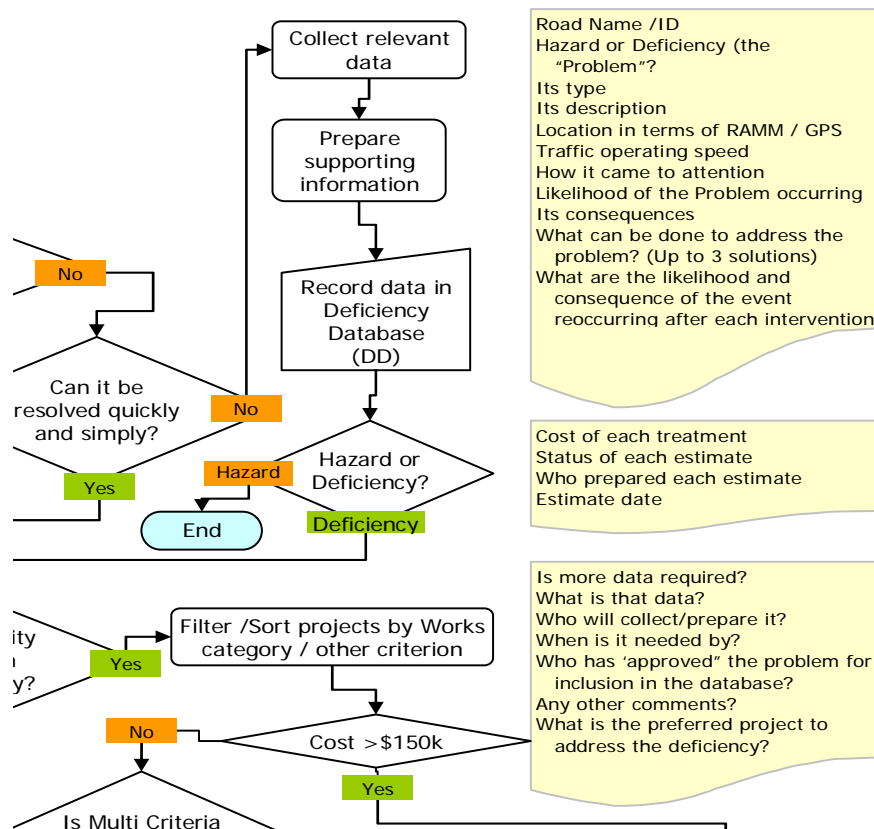 Collect relevant
data
Prepare
supporting
information
No
Record data in
Deficiency
Database
(DD)
Can it be
resolved quickly
and simply?
No
Yes
Hazard or
Deficiency?
Hazard
Deficiency
End
Road Name /ID
Hazard or Deficiency (the
"Problem"?
Its type
Its description
Location in terms of RAMM / GPS
Traffic operating speed
How it came to attention
Likelihood of the Problem occurring
Its consequences
What can be done to address the
problem? (Up to 3 solutions)
What are the likelihood and
consequence of the event
reoccurring after each intervention
Cost of each treatment
Status of each estimate
Who prepared each estimate
Estimate date
Yes
Filter /Sort projects by Works
category / other criterion
No
Cost >$150k
Yes
Is Multi Criteria
Is more data required?
What is that data?
Who will collect/prepare it?
When is it needed by?
Who has ‘approved” the problem for
inclusion in the database?
Any other comments?
What is the preferred project to
address the deficiency?